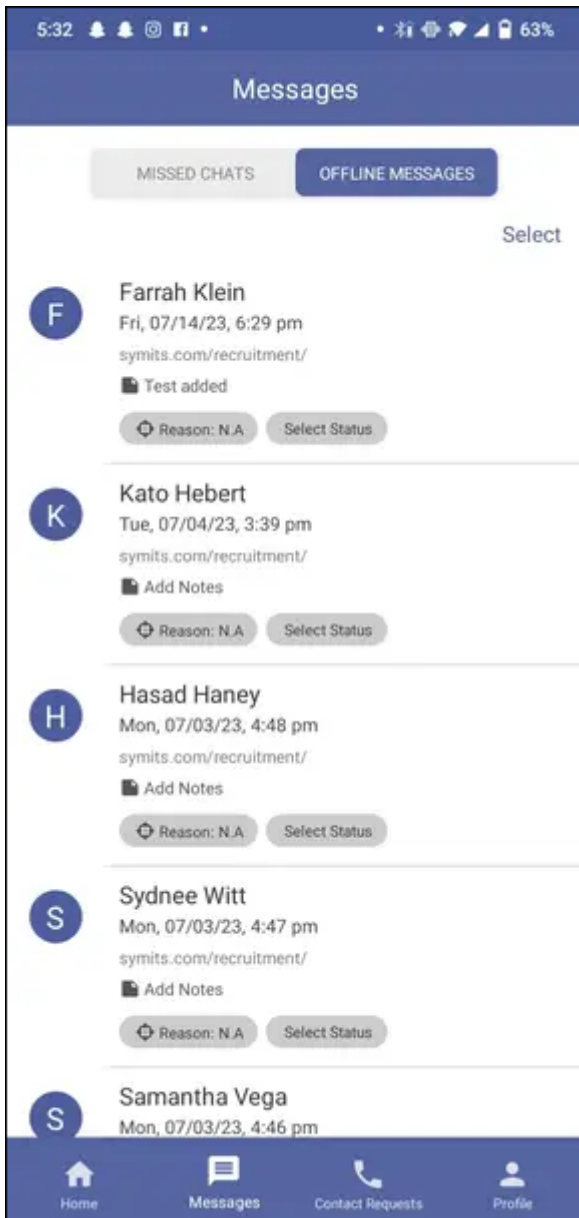 5:32 63%
Messages
MISSED CHATS OFFLINE MESSAGES
Select
F
Farrah Klein
Fri, 07/14/23, 6:29 pm
symits.com/recruitment/
Test added
Reason: N.A Select Status
K
Kato Hebert
Tue, 07/04/23, 3:39 pm
symits.com/recruitment/
Add Notes
Reason: N.A Select Status
H
Hasad Haney
Mon, 07/03/23, 4:48 pm
symits.com/recruitment/
Add Notes
Reason: N.A Select Status
S
Sydnee Witt
Mon, 07/03/23, 4:47 pm
symits.com/recruitment/
Add Notes
Reason: N.A Select Status
S
Samantha Vega
Mon, 07/03/23, 4:46 pm
Home Messages Contact Requests Profile